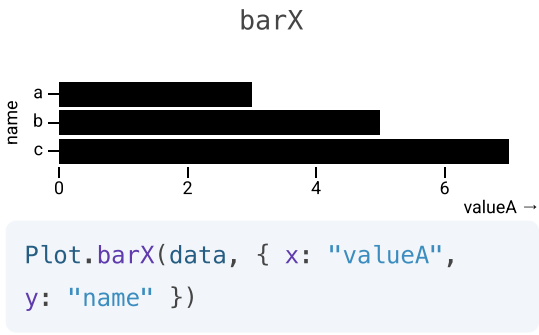 barX
name
a
b
c
0 2 4 6
valueA →
Plot.barX(data, { x: "valueA",
y: "name" })